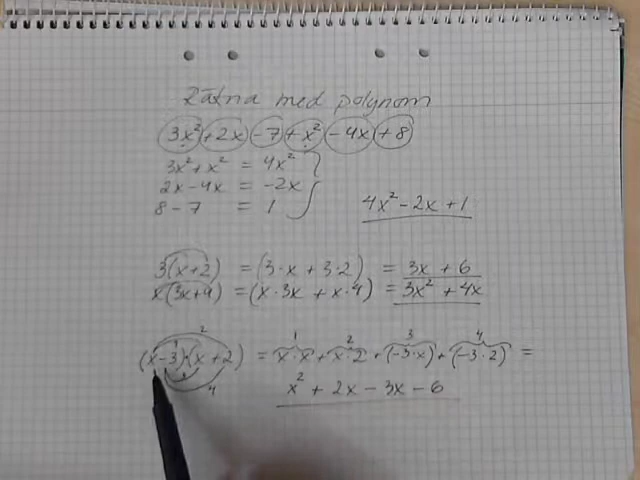 Räkna med polynom
3x² + 2x - 7 + x² - 4x + 8
3x² + x² = 4x²
2x - 4x = -2x
8 - 7 = 1
4x² - 2x + 1
3(x+2) = (3·x + 3·2) = 3x + 6
x(3x+4) = (x·3x + x·4) = 3x² + 4x
2 1 2 3 4
(x-3)·(x+2) = x·x + x·2 + (-3·x) + (-3·2) =
4
x² + 2x - 3x - 6